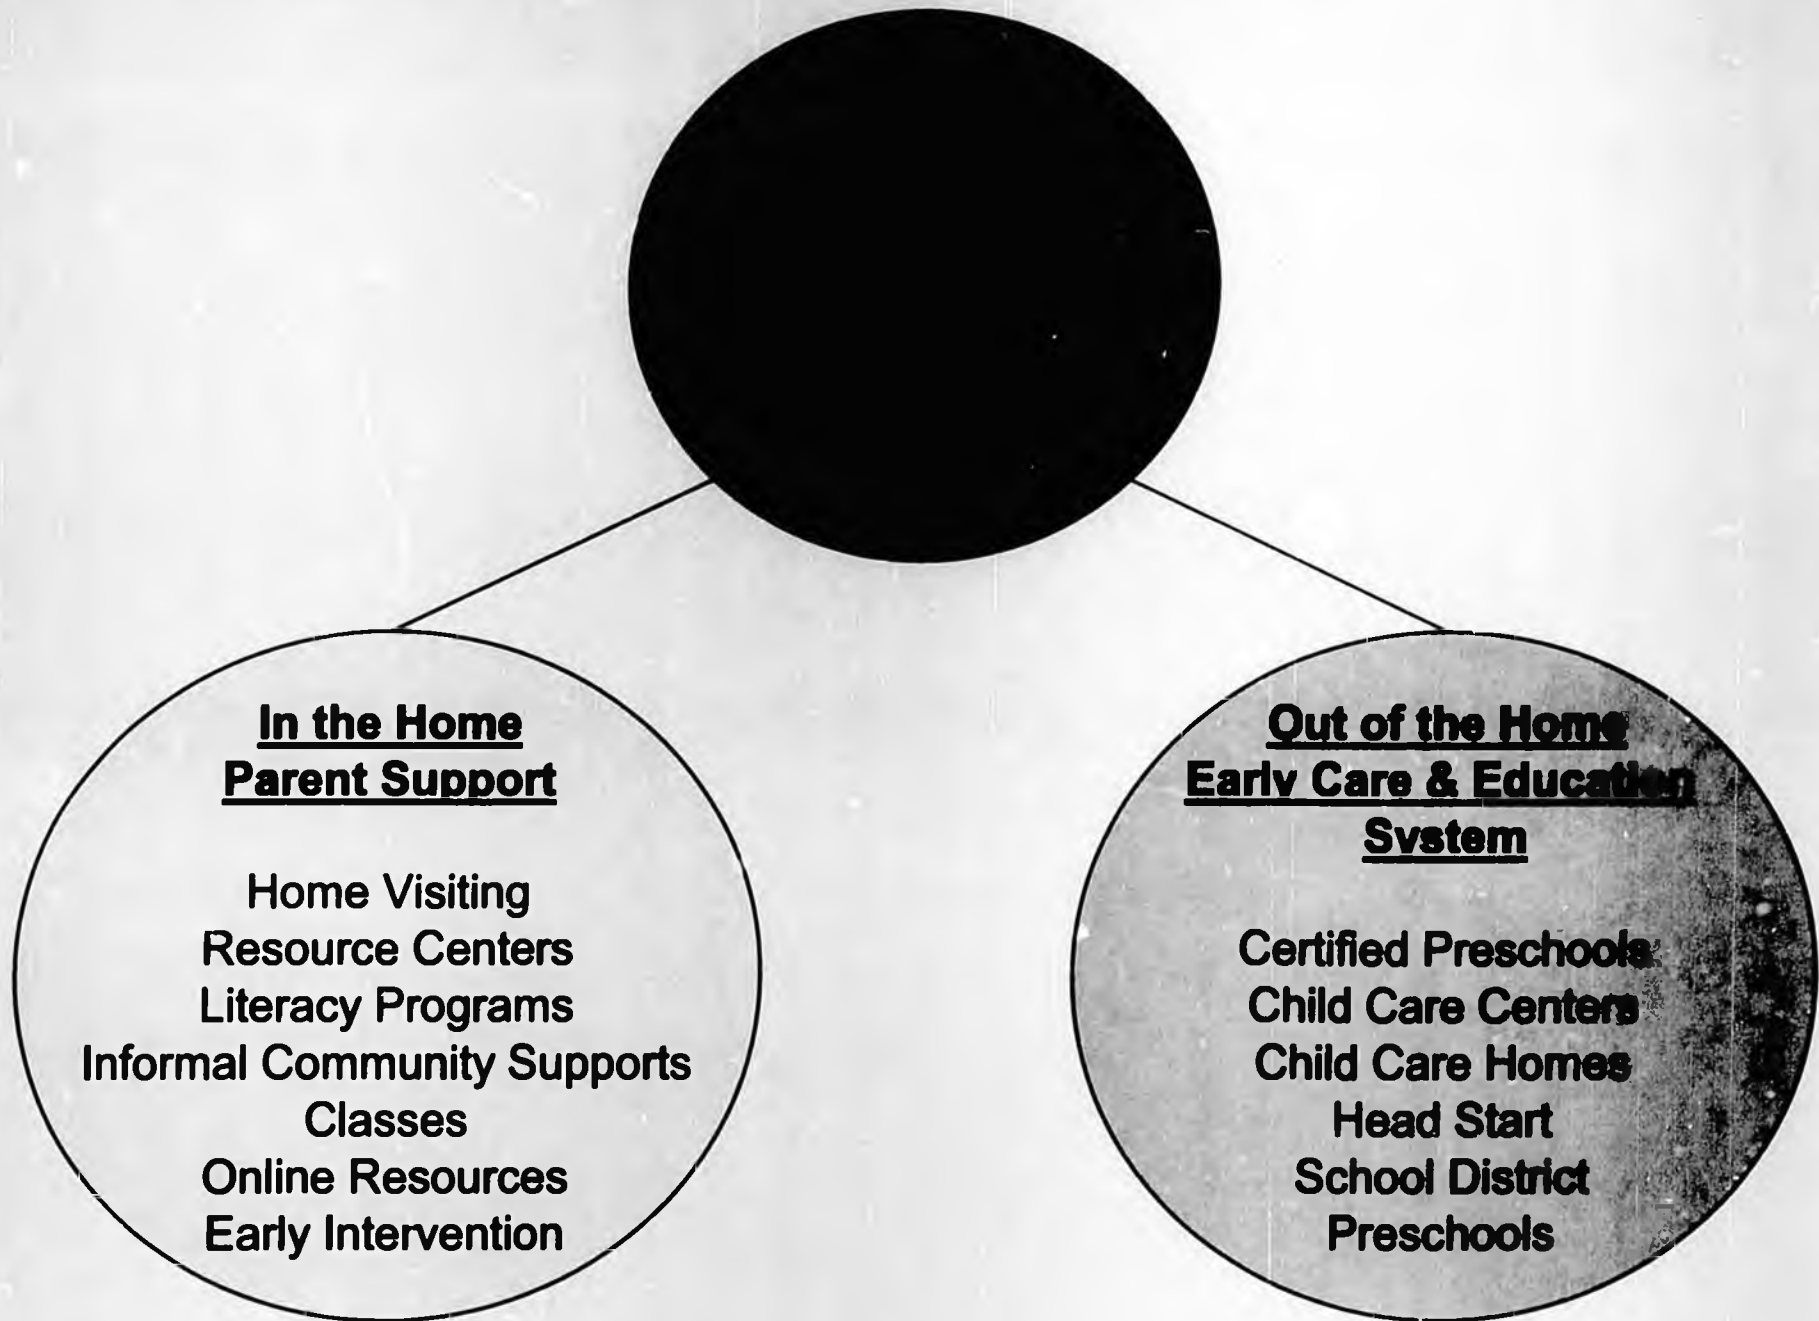 In the Home
Parent Support
Home Visiting
Resource Centers
Literacy Programs
Informal Community Supports
Classes
Online Resources
Early Intervention
Out of the Home
Early Care & Education
System
Certified Preschools
Child Care Centers
Child Care Homes
Head Start
School District
Preschools